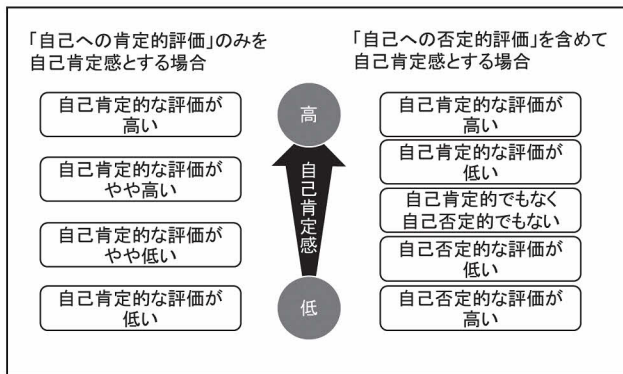 「自己への肯定的評価」のみを
自己肯定感とする場合
自己肯定的な評価が
高い
自己肯定的な評価が
やや高い
自己肯定的な評価が
やや低い
自己肯定的な評価が
低い
高
自己肯定感
低
「自己への否定的評価」を含めて
自己肯定感とする場合
自己肯定的な評価が
高い
自己肯定的な評価が
低い
自己肯定的でもなく
自己否定的でもない
自己否定的な評価が
低い
自己否定的な評価が
高い